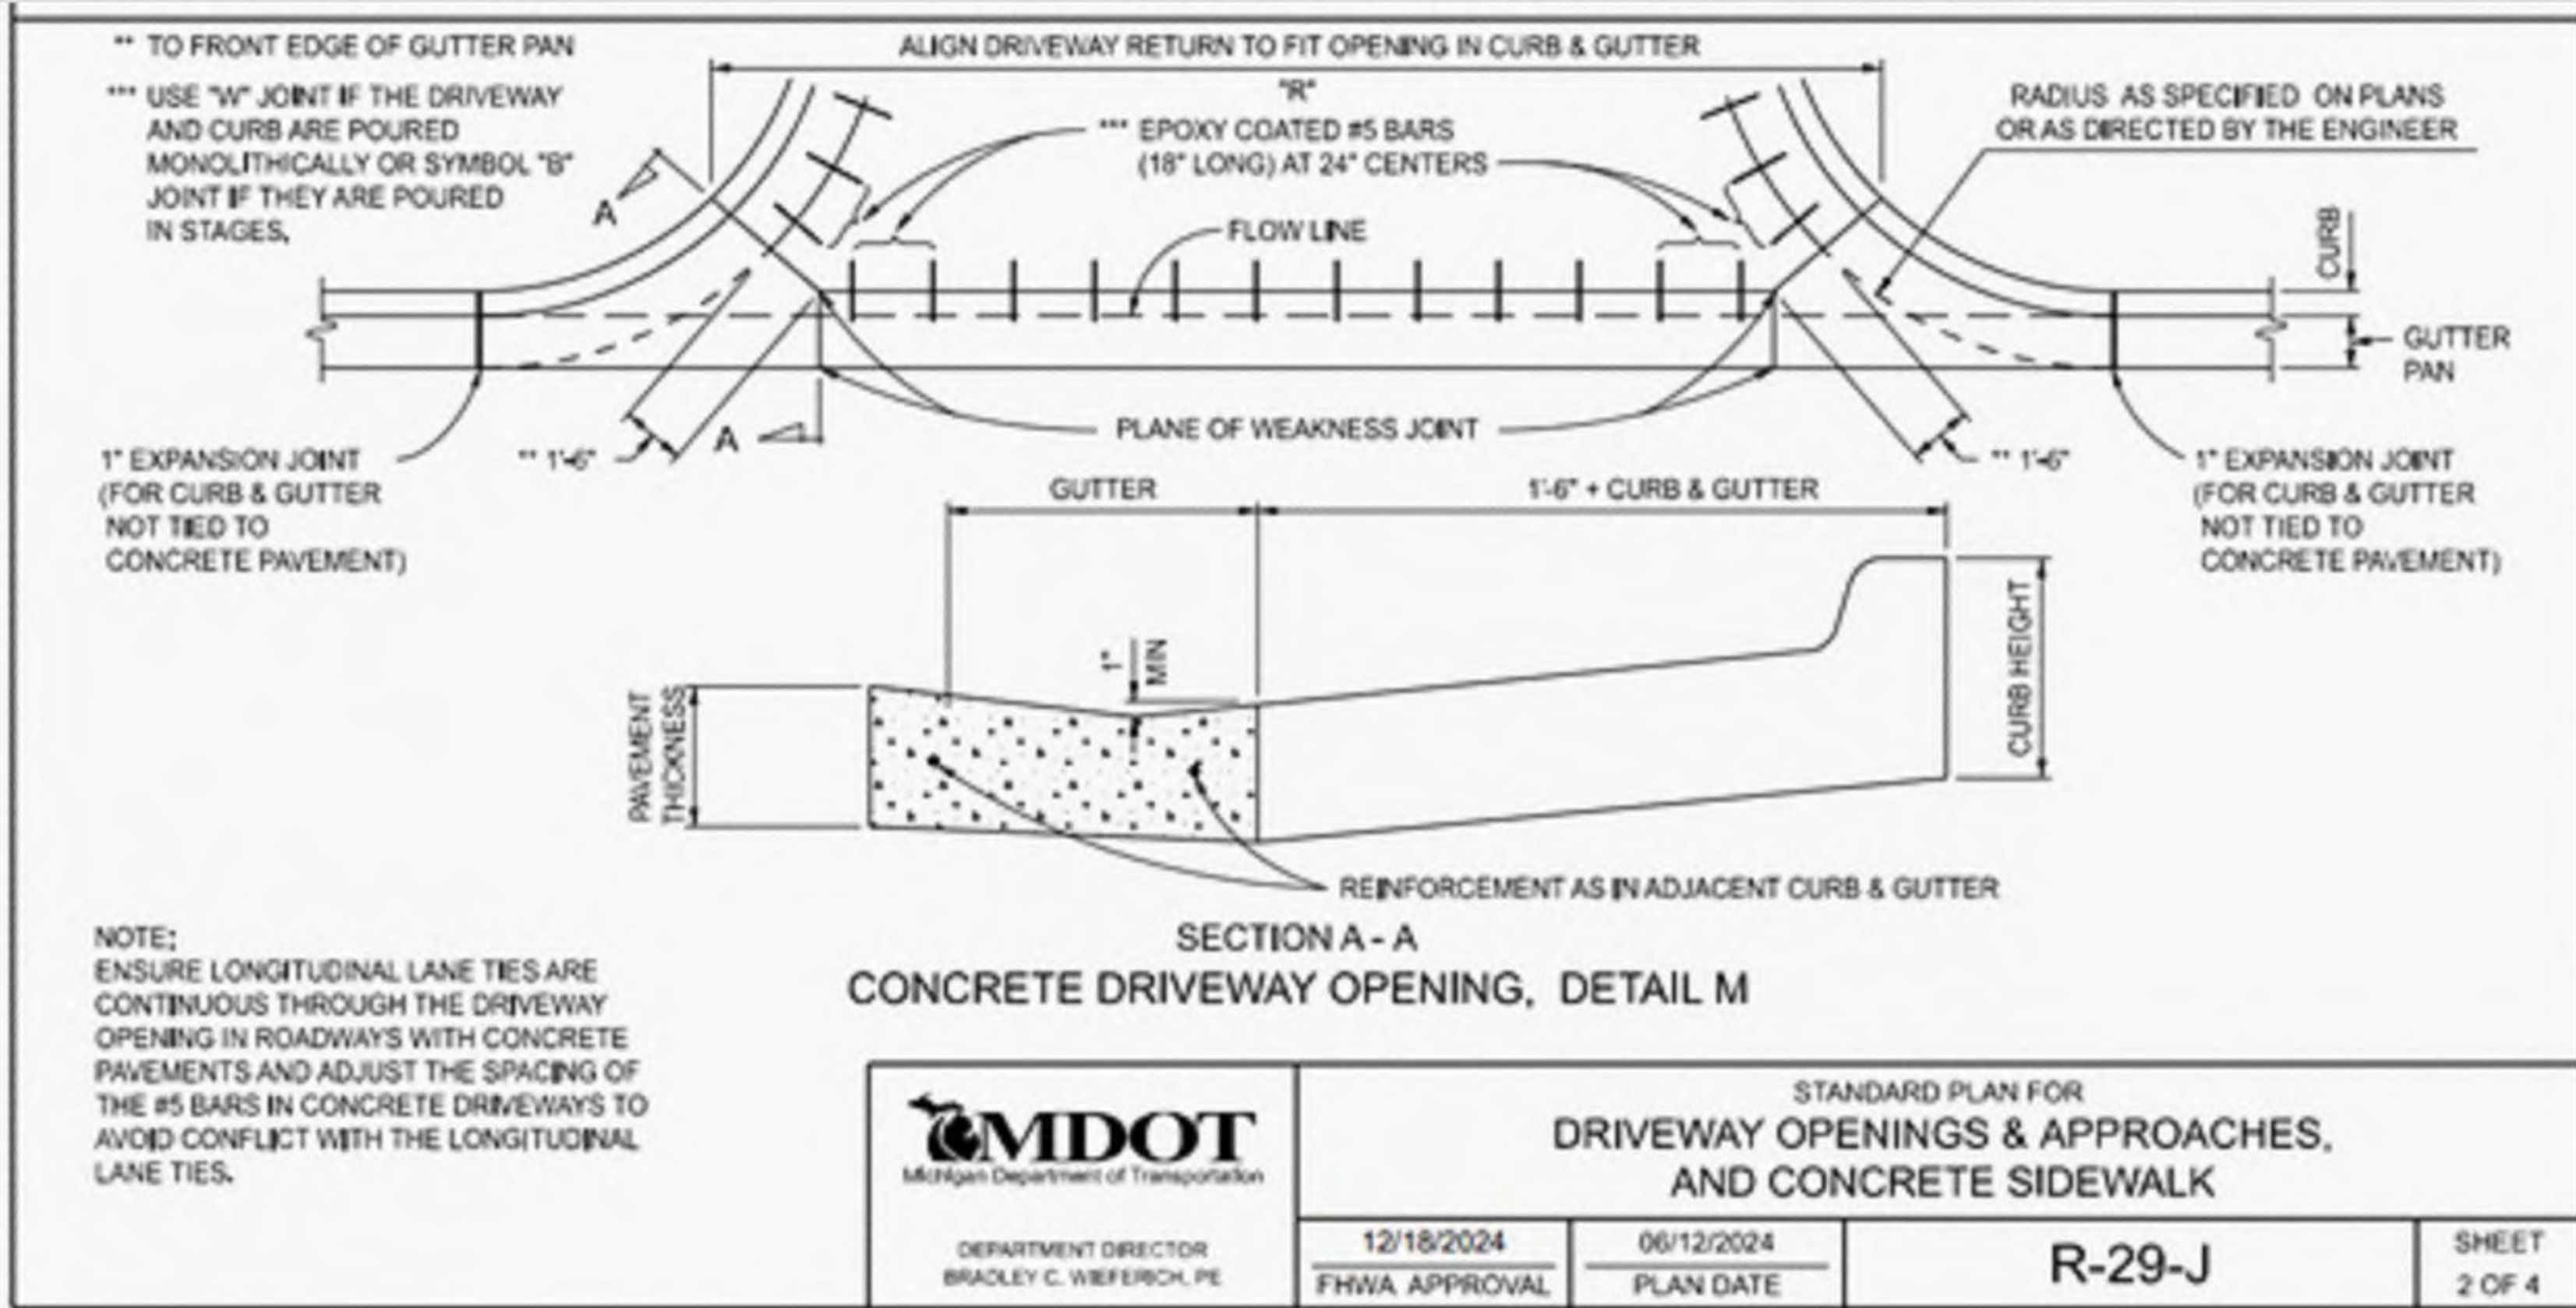 ** TO FRONT EDGE OF GUTTER PAN
*** USE "W" JOINT IF THE DRIVEWAY
AND CURB ARE POURED
MONOLITHICALLY OR SYMBOL "B"
JOINT IF THEY ARE POURED
IN STAGES.
ALIGN DRIVEWAY RETURN TO FIT OPENING IN CURB & GUTTER
"R"
*** EPOXY COATED #5 BARS
(18" LONG) AT 24" CENTERS
RADIUS AS SPECIFIED ON PLANS
OR AS DIRECTED BY THE ENGINEER
A
FLOW LINE
CURB
GUTTER
PAN
A
PLANE OF WEAKNESS JOINT
** 1'-6"
** 1'-6"
1" EXPANSION JOINT
(FOR CURB & GUTTER
NOT TIED TO
CONCRETE PAVEMENT)
1" EXPANSION JOINT
(FOR CURB & GUTTER
NOT TIED TO
CONCRETE PAVEMENT)
GUTTER
1'-6" + CURB & GUTTER
1"
MIN
PAVEMENT
THICKNESS
CURB HEIGHT
REINFORCEMENT AS IN ADJACENT CURB & GUTTER
SECTION A - A
CONCRETE DRIVEWAY OPENING, DETAIL M
NOTE:
ENSURE LONGITUDINAL LANE TIES ARE
CONTINUOUS THROUGH THE DRIVEWAY
OPENING IN ROADWAYS WITH CONCRETE
PAVEMENTS AND ADJUST THE SPACING OF
THE #5 BARS IN CONCRETE DRIVEWAYS TO
AVOID CONFLICT WITH THE LONGITUDINAL
LANE TIES.
MDOT
Michigan Department of Transportation
DEPARTMENT DIRECTOR
BRADLEY C. WIEFERICH, PE
STANDARD PLAN FOR
DRIVEWAY OPENINGS & APPROACHES,
AND CONCRETE SIDEWALK
12/18/2024
FHWA APPROVAL
06/12/2024
PLAN DATE
R-29-J
SHEET
2 OF 4